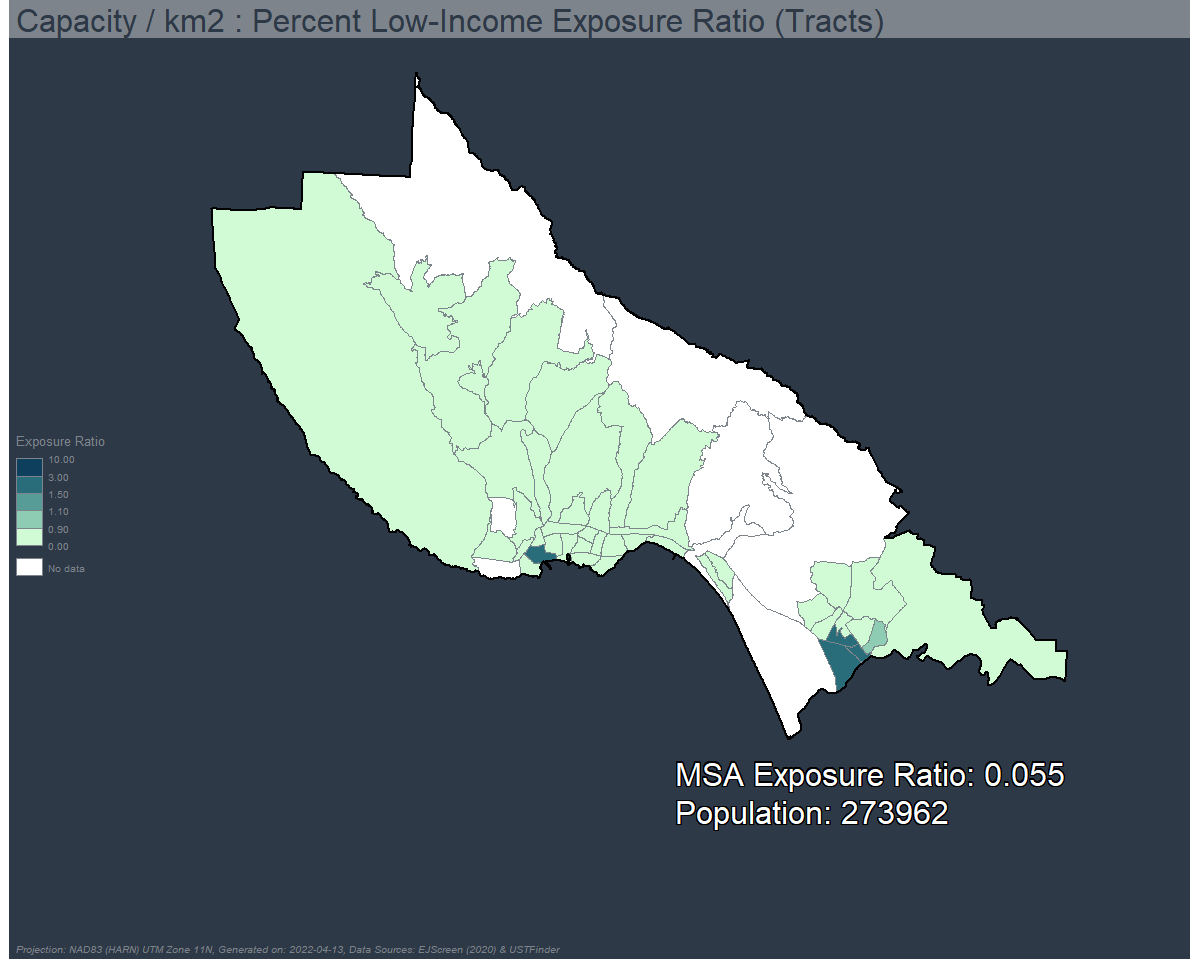 Capacity / km2 : Percent Low-Income Exposure Ratio (Tracts)
Exposure Ratio
10.00
3.00
1.50
1.10
0.90
0.00
No data
MSA Exposure Ratio: 0.055
Population: 273962
Projection: NAD83 (HARN) UTM Zone 11N, Generated on: 2022-04-13, Data Sources: EJScreen (2020) & USTFinder